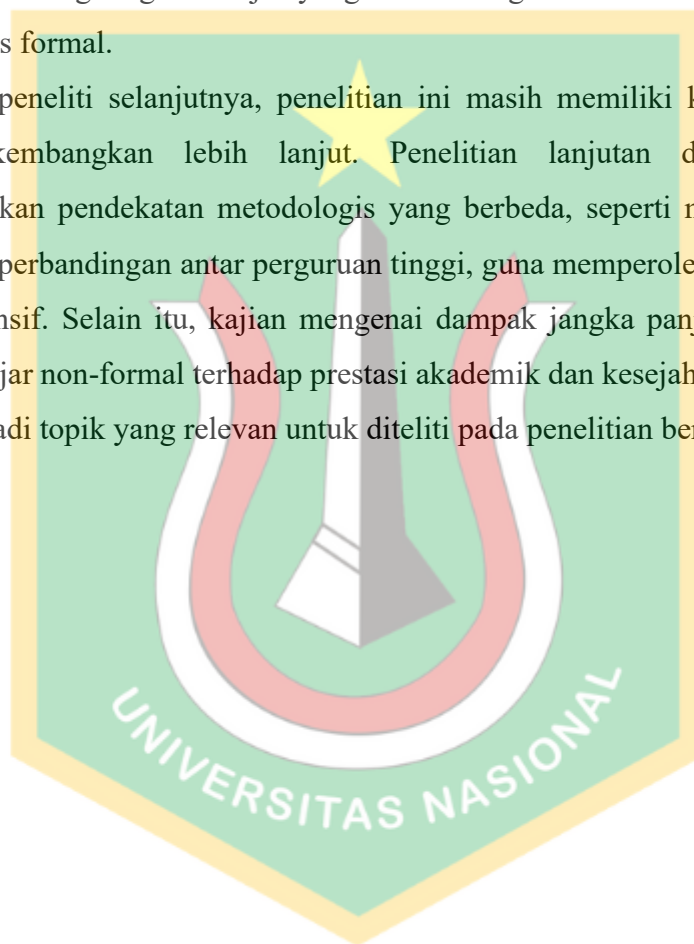 s formal.
peneliti selanjutnya, penelitian ini masih memiliki k
kembangkan lebih lanjut. Penelitian lanjutan d
kan pendekatan metodologis yang berbeda, seperti
perbandingan antar perguruan tinggi, guna memperole
nsif. Selain itu, kajian mengenai dampak jangka panj
jar non-formal terhadap prestasi akademik dan kesejah
adi topik yang relevan untuk diteliti pada penelitian ber
UNIVERSITAS NASIONAL